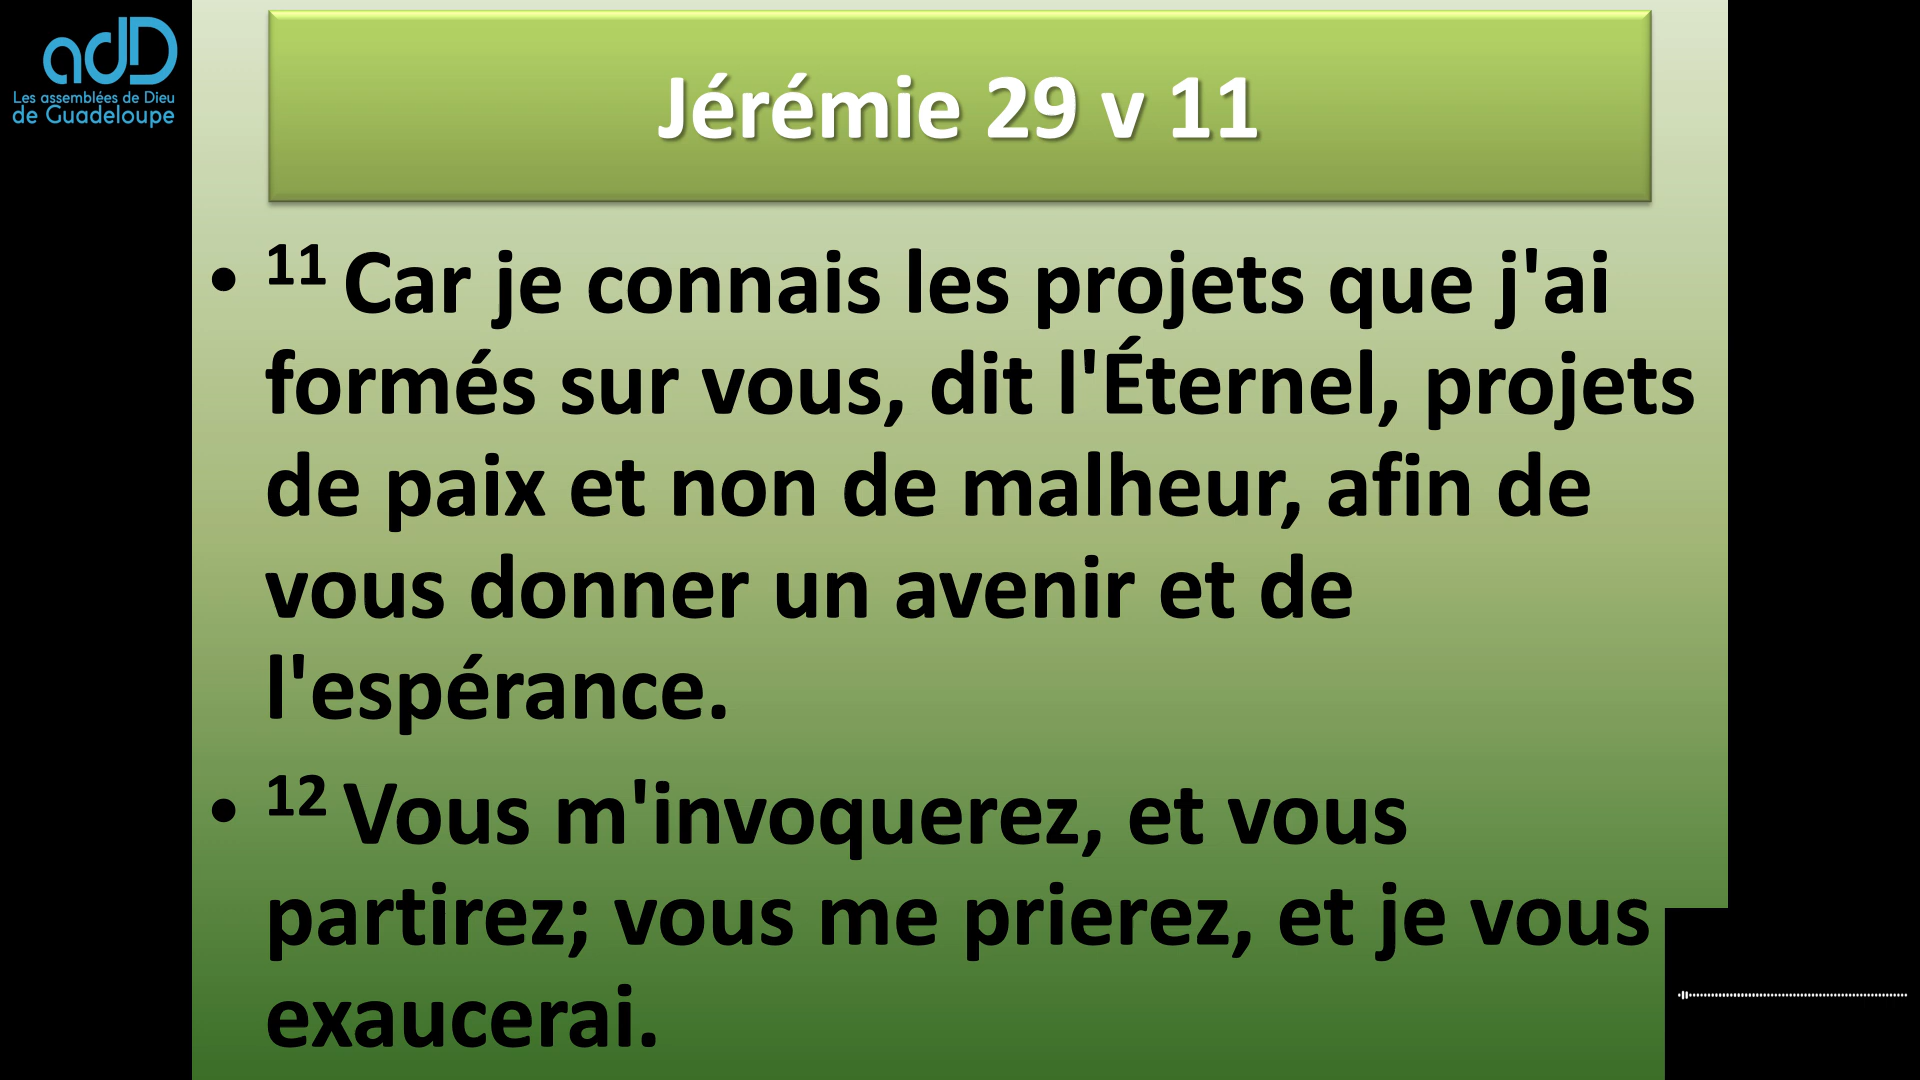 adD
Les assemblées de Dieu
de Guadeloupe
Jérémie 29 v 11
• 11 Car je connais les projets que j'ai
formés sur vous, dit l'Éternel, projets
de paix et non de malheur, afin de
vous donner un avenir et de
l'espérance.
• 12 Vous m'invoquerez, et vous
partirez; vous me prierez, et je vous
exaucerai.